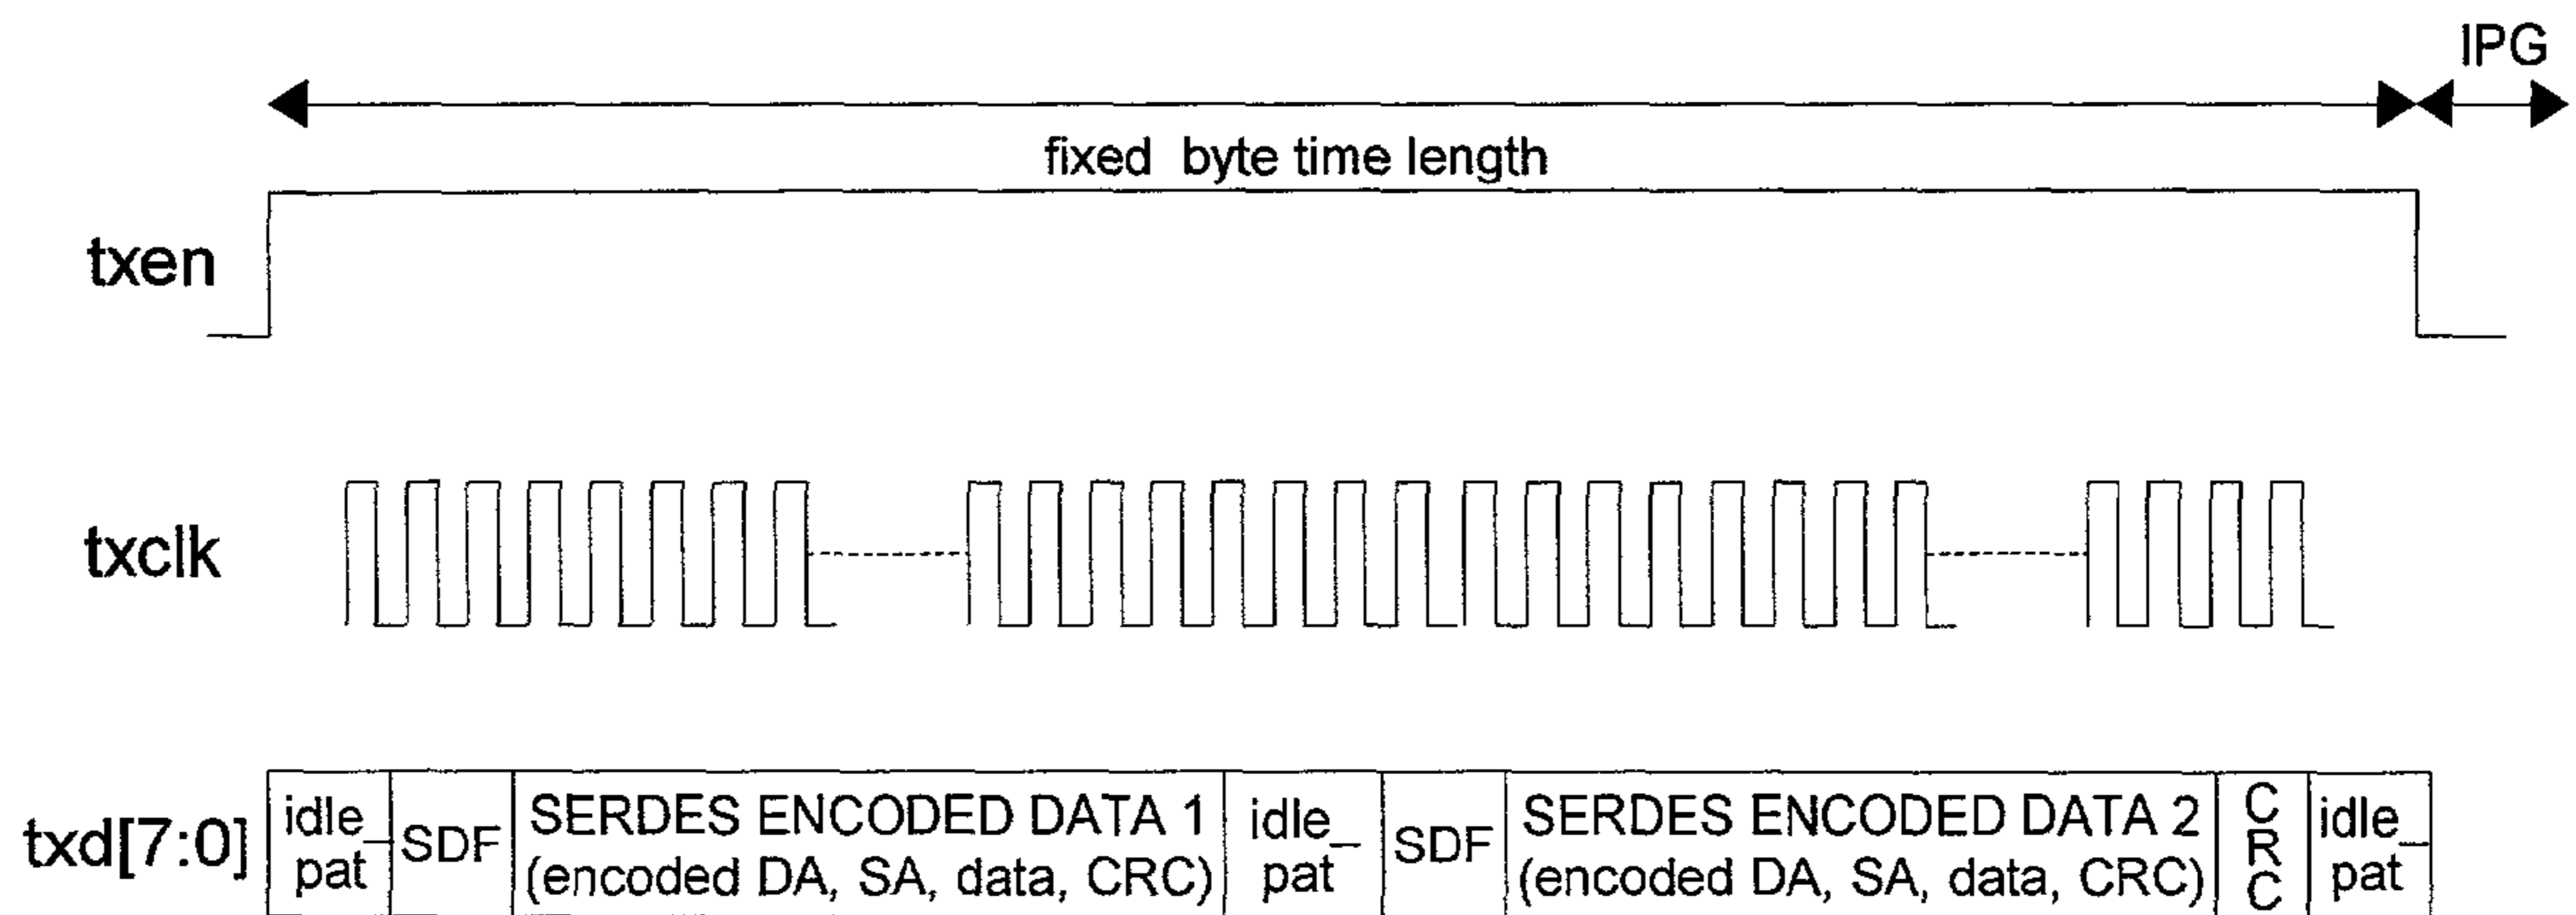 IPG
fixed byte time length
txen
txclk
txd[7:0]
idle_
pat
SDF
SERDES ENCODED DATA 1
(encoded DA, SA, data, CRC)
idle_
pat
SDF
SERDES ENCODED DATA 2
(encoded DA, SA, data, CRC)
C
R
C
idle_
pat